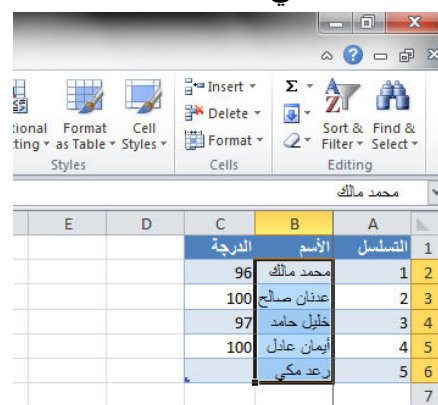 Insert
Delete
Format
Cells
Format as Table
Cell Styles
Styles
Σ
Sort & Filter
Find & Select
Editing
محمد مالك
A B C D E
1 التسلسل الأسم الدرجة
2 1 محمد مالك 96
3 2 عدنان صالح 100
4 3 خليل حامد 97
5 4 أيمان عادل 100
6 5 رعد مكي
7